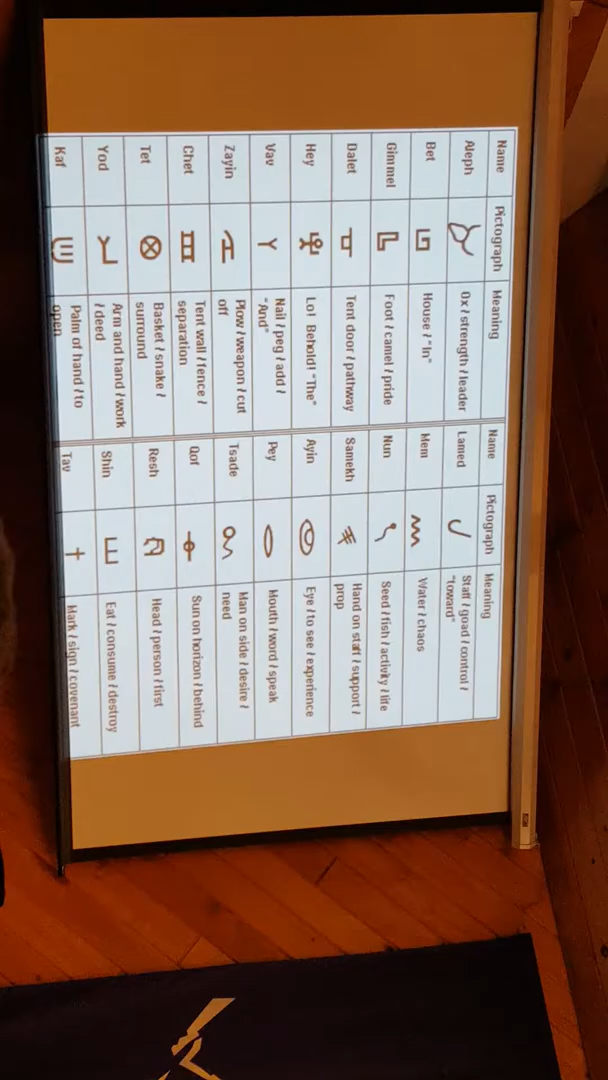 Name Pictograph Meaning Name Pictograph Meaning
Aleph Ox / strength / leader Lamed Staff / goad / control / "toward"
Bet House / "In" Mem Water / chaos
Gimmel Foot / camel / pride Nun Seed / fish / activity / life
Dalet Tent door / pathway Samekh Hand on staff / support / prop
Hey Lo! Behold! "The" Ayin Eye / to see / experience
Vav Nail / peg / add / "And" Pey Mouth / word / speak
Zayin Plow / weapon / cut off Tsade Man on side / desire / need
Chet Tent wall / fence / separation Qof Sun on horizon / behind
Tet Basket / snake / surround Resh Head / person / first
Yod Arm and hand / work / deed Shin Eat / consume / destroy
Kaf Palm of hand / to open Tav Mark / sign / covenant